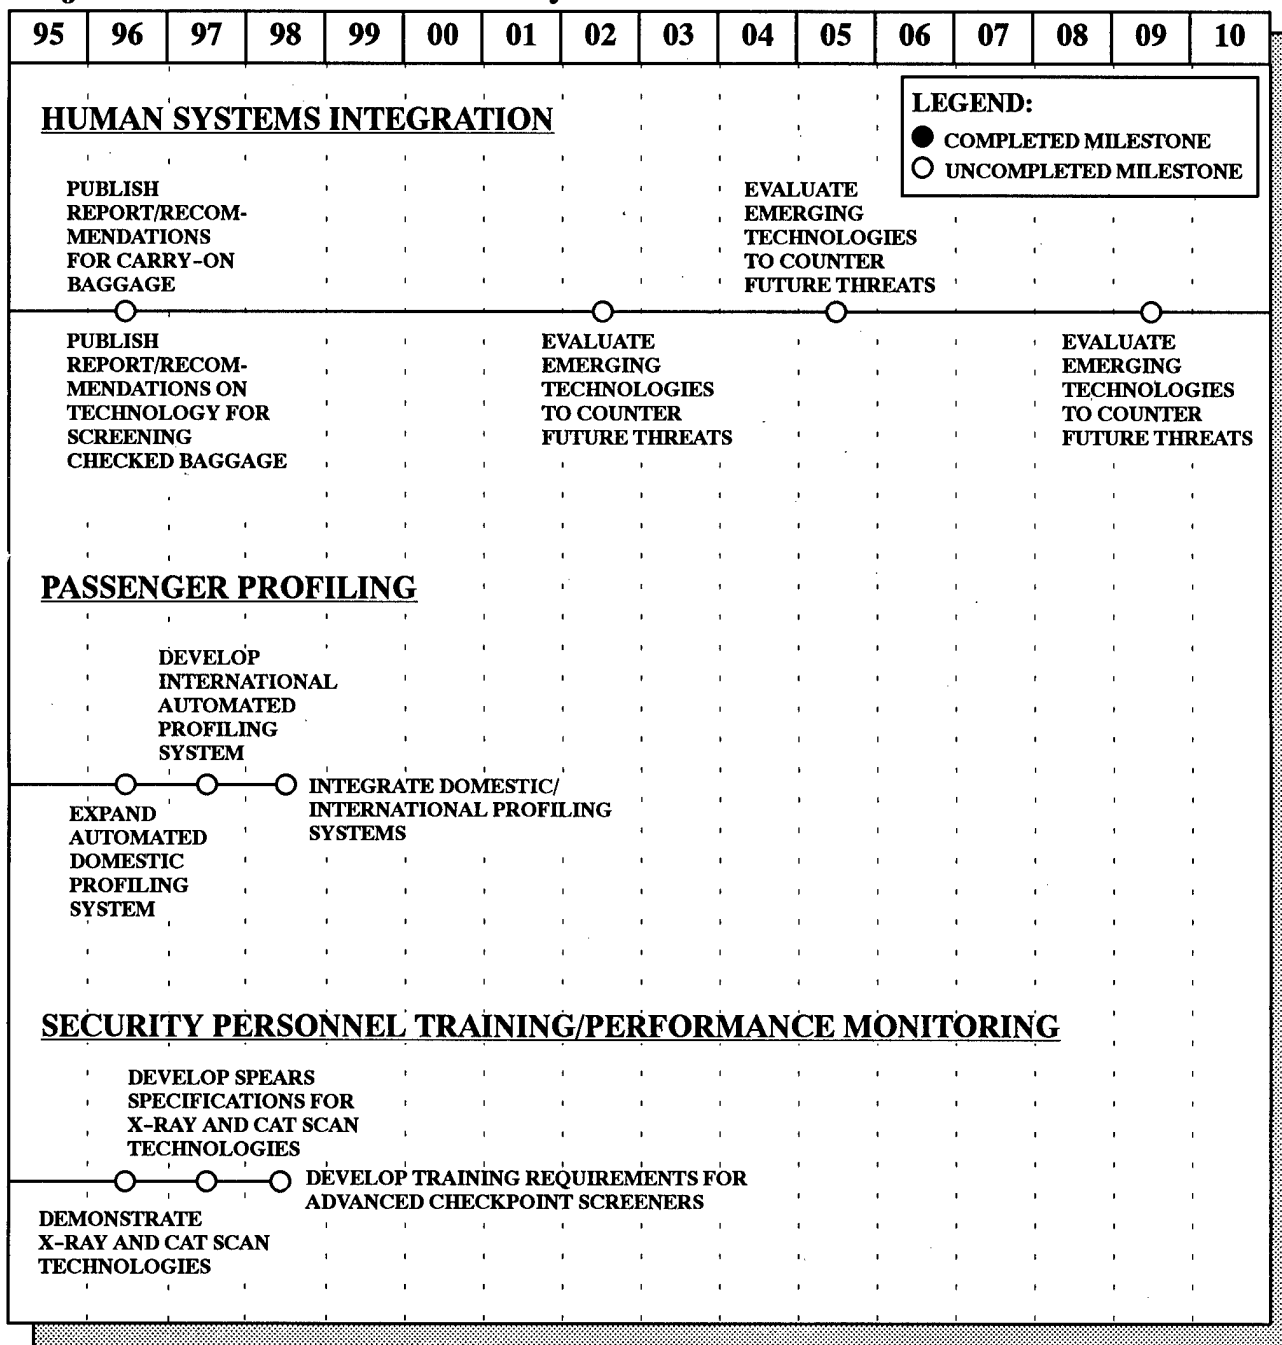 95 96 97 98 99 00 01 02 03 04 05 06 07 08 09 10
LEGEND:
COMPLETED MILESTONE
UNCOMPLETED MILESTONE
HUMAN SYSTEMS INTEGRATION
PUBLISH
REPORT/RECOM-
MENDATIONS
FOR CARRY-ON
BAGGAGE
EVALUATE
EMERGING
TECHNOLOGIES
TO COUNTER
FUTURE THREATS
PUBLISH
REPORT/RECOM-
MENDATIONS ON
TECHNOLOGY FOR
SCREENING
CHECKED BAGGAGE
EVALUATE
EMERGING
TECHNOLOGIES
TO COUNTER
FUTURE THREATS
EVALUATE
EMERGING
TECHNOLOGIES
TO COUNTER
FUTURE THREATS
PASSENGER PROFILING
DEVELOP
INTERNATIONAL
AUTOMATED
PROFILING
SYSTEM
INTEGRATE DOMESTIC/
INTERNATIONAL PROFILING
SYSTEMS
EXPAND
AUTOMATED
DOMESTIC
PROFILING
SYSTEM
SECURITY PERSONNEL TRAINING/PERFORMANCE MONITORING
DEVELOP SPEARS
SPECIFICATIONS FOR
X-RAY AND CAT SCAN
TECHNOLOGIES
DEVELOP TRAINING REQUIREMENTS FOR
ADVANCED CHECKPOINT SCREENERS
DEMONSTRATE
X-RAY AND CAT SCAN
TECHNOLOGIES